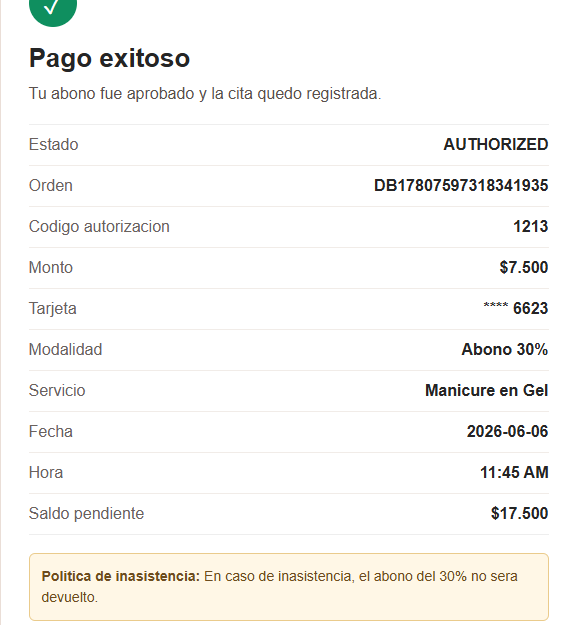 Pago exitoso
Tu abono fue aprobado y la cita quedo registrada.
Estado AUTHORIZED
Orden DB17807597318341935
Codigo autorizacion 1213
Monto $7.500
Tarjeta **** 6623
Modalidad Abono 30%
Servicio Manicure en Gel
Fecha 2026-06-06
Hora 11:45 AM
Saldo pendiente $17.500
Politica de inasistencia: En caso de inasistencia, el abono del 30% no sera
devuelto.